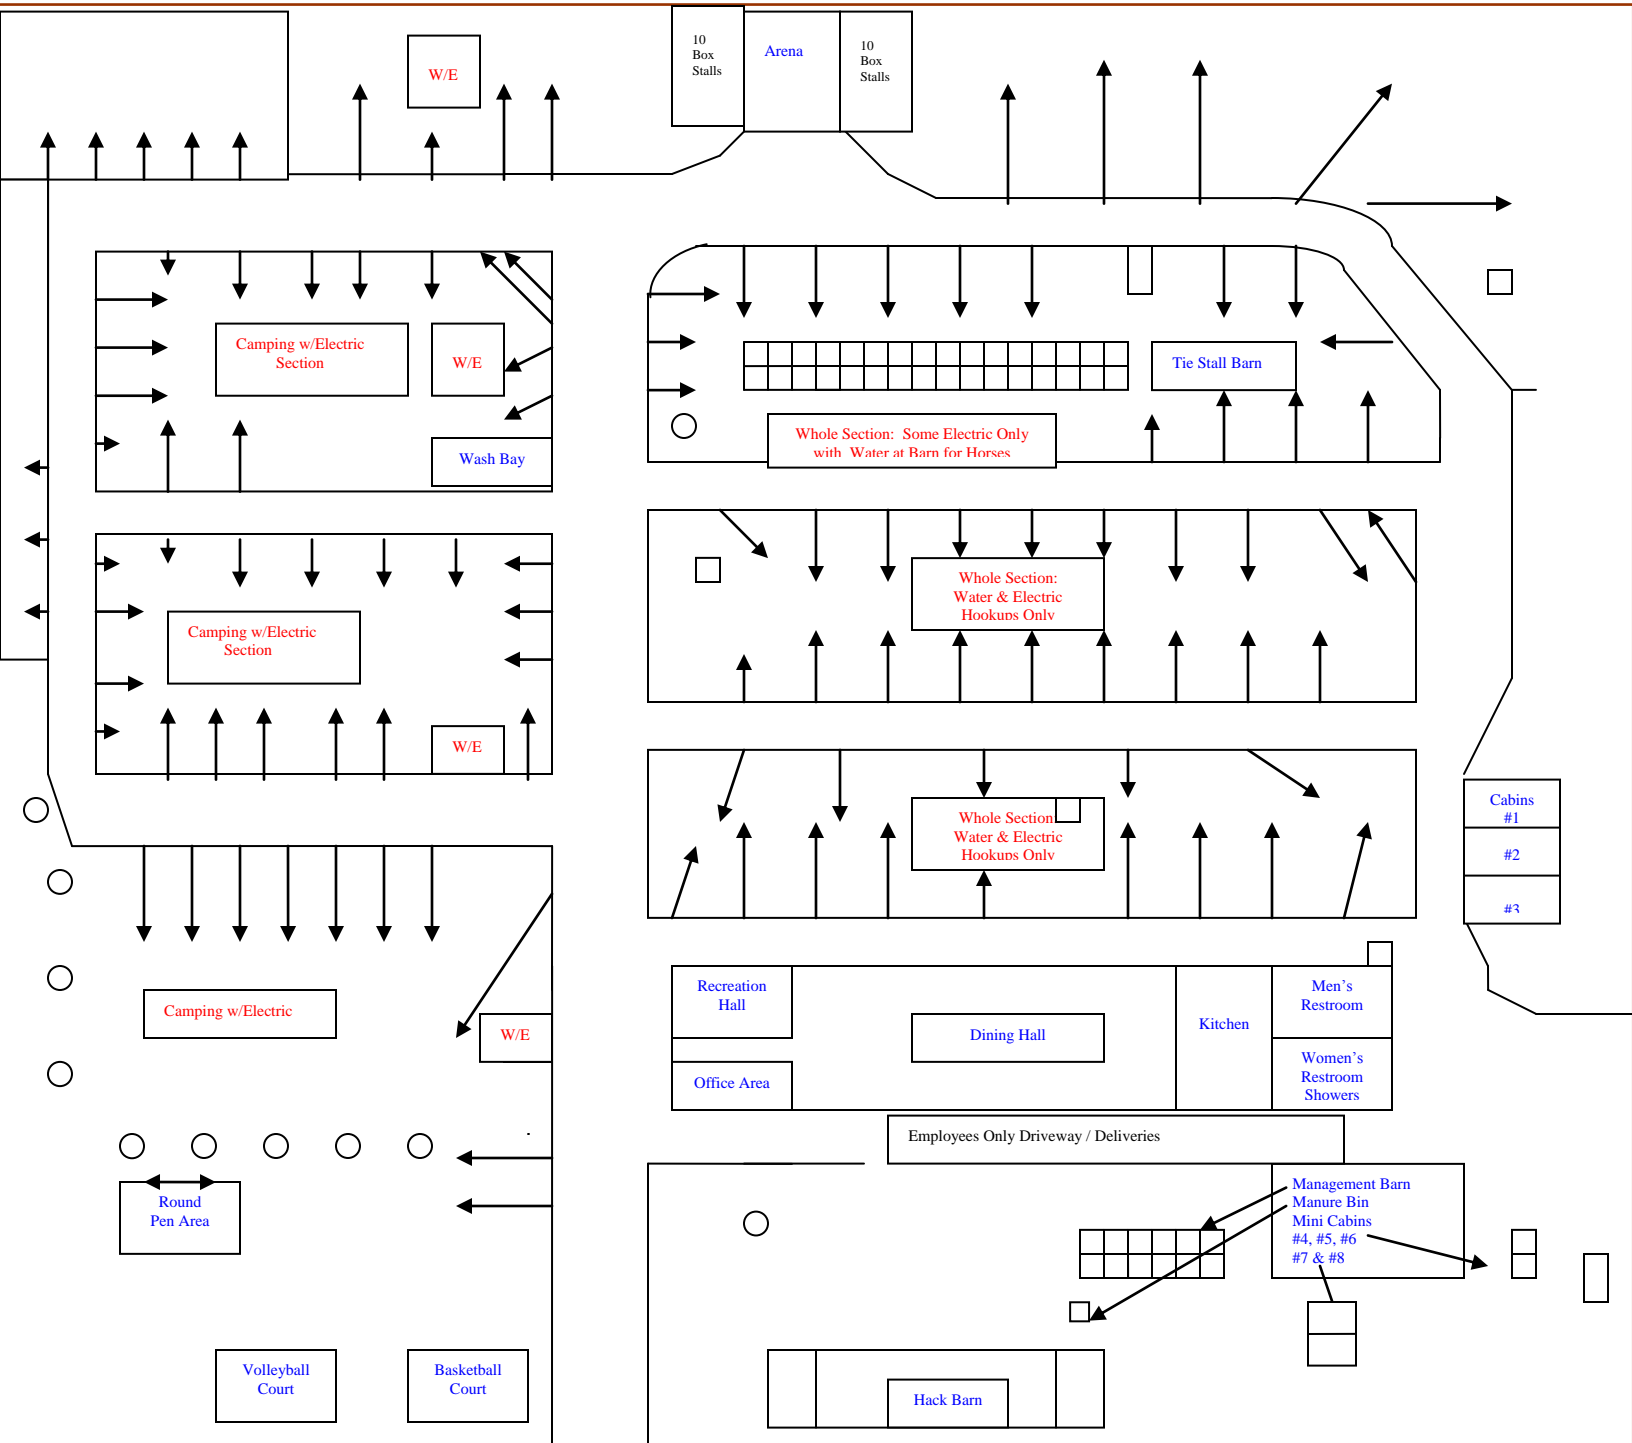 10
Box
Stalls
Arena
10
Box
Stalls
W/E
Camping w/Electric
Section
W/E
Tie Stall Barn
Whole Section: Some Electric Only
with Water at Barn for Horses
Wash Bay
Whole Section:
Water & Electric
Hookups Only
Camping w/Electric
Section
W/E
Whole Section:
Water & Electric
Hookups Only
Cabins
#1
#2
#3
Camping w/Electric
W/E
Recreation
Hall
Office Area
Dining Hall
Kitchen
Men's
Restroom
Women's
Restroom
Showers
Employees Only Driveway / Deliveries
Round
Pen Area
Management Barn
Manure Bin
Mini Cabins
#4, #5, #6
#7 & #8
Volleyball
Court
Basketball
Court
Hack Barn